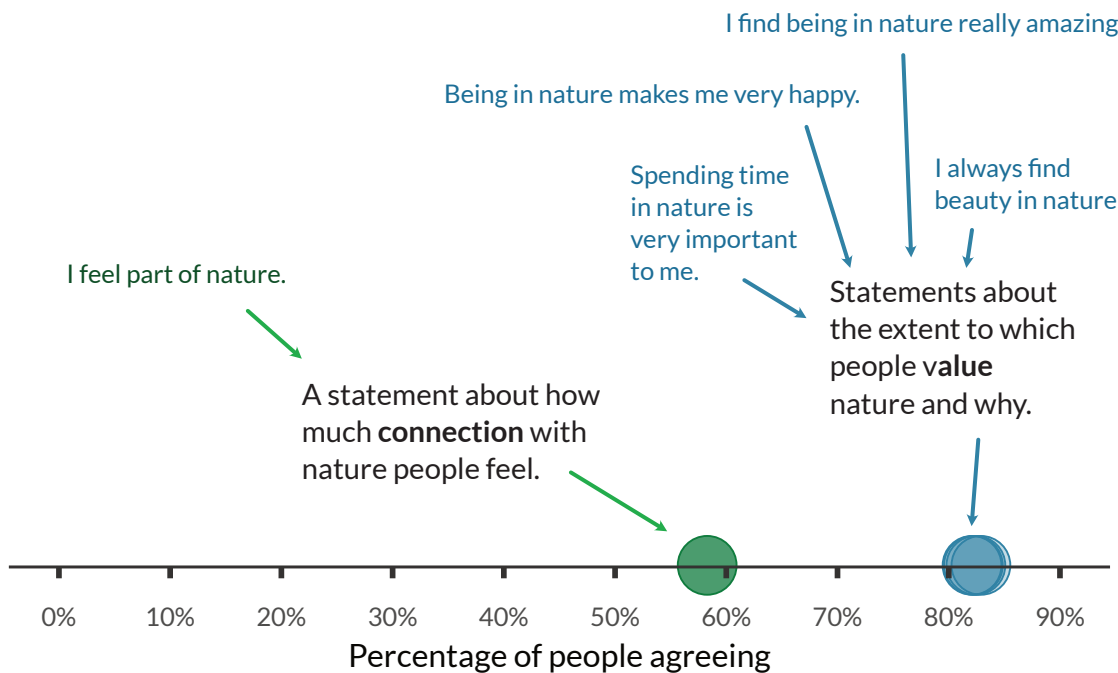 I find being in nature really amazing
Being in nature makes me very happy.
Spending time
in nature is
very important
to me.
I always find
beauty in nature
I feel part of nature.
Statements about
the extent to which
people value
nature and why.
A statement about how
much connection with
nature people feel.
0% 10% 20% 30% 40% 50% 60% 70% 80% 90%
Percentage of people agreeing